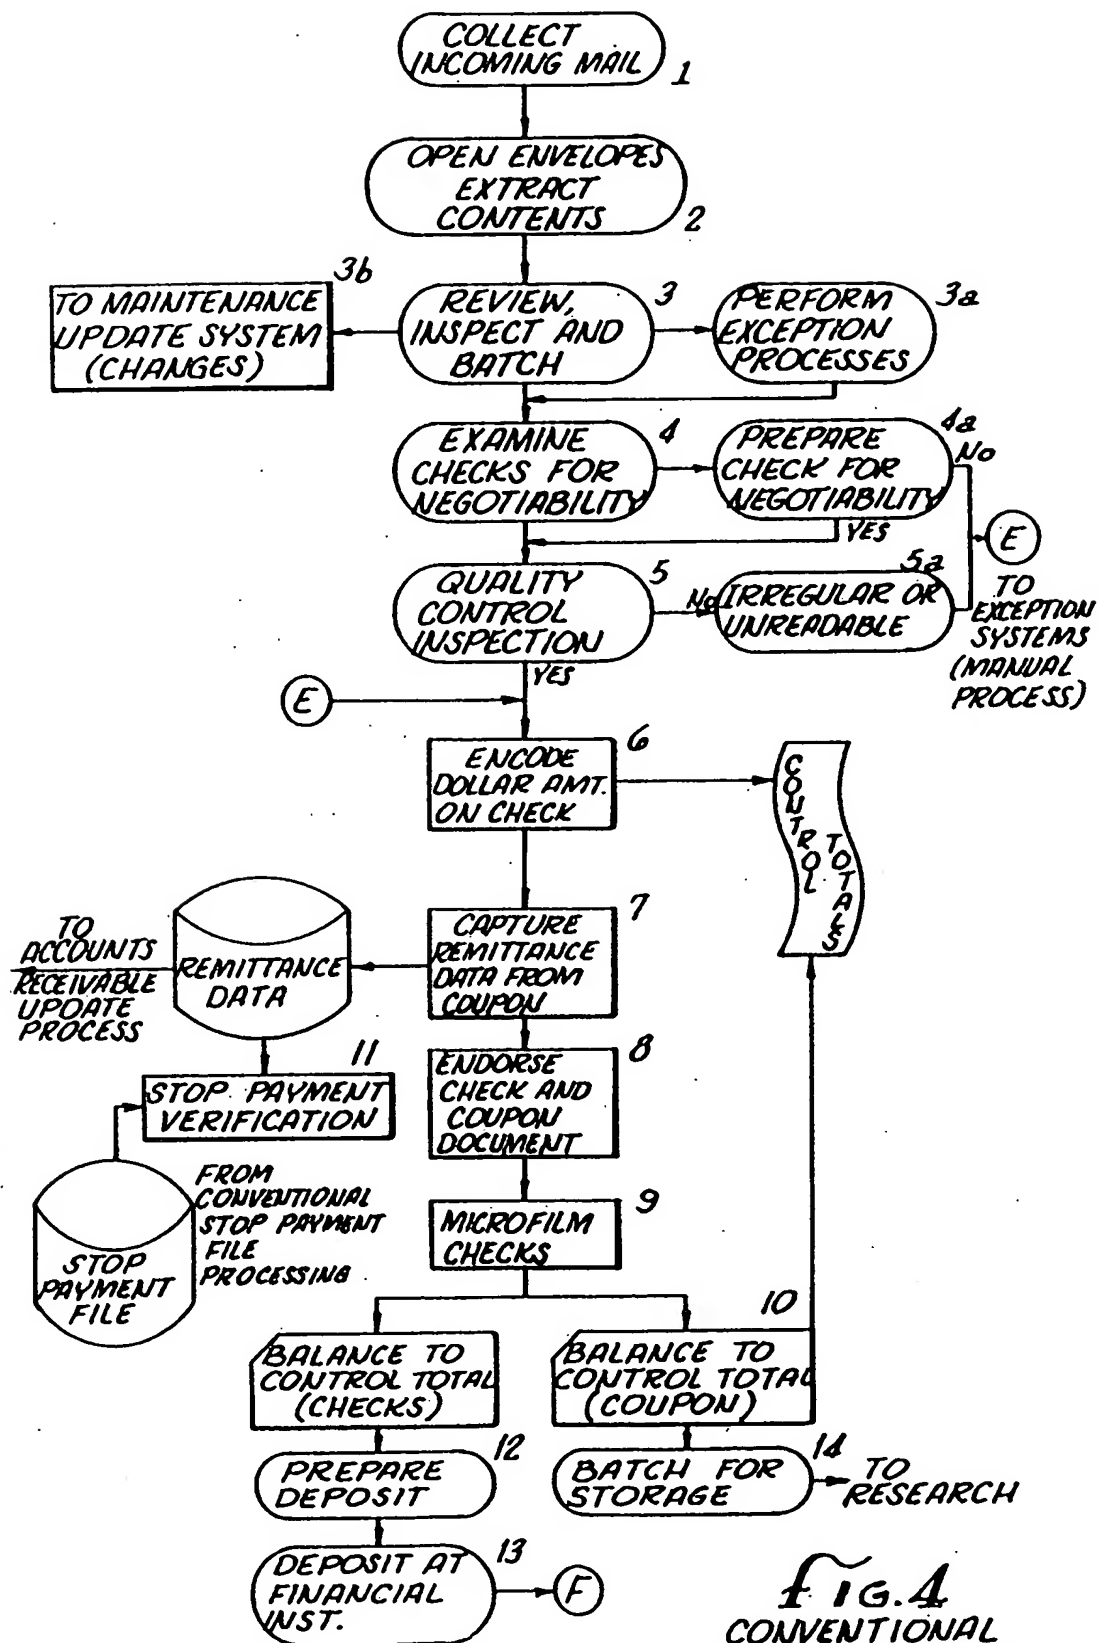 COLLECT
INCOMING MAIL
1
OPEN ENVELOPES
EXTRACT
CONTENTS
2
3b
TO MAINTENANCE
UPDATE SYSTEM
(CHANGES)
REVIEW,
INSPECT AND
BATCH
3
PERFORM
EXCEPTION
PROCESSES
3a
EXAMINE
CHECKS FOR
NEGOTIABILITY
4
PREPARE
CHECK FOR
NEGOTIABILITY
4a
NO
YES
E
TO
EXCEPTION
SYSTEMS
(MANUAL
PROCESS)
QUALITY
CONTROL
INSPECTION
5
NO
IRREGULAR OR
UNREADABLE
5a
YES
E
ENCODE
DOLLAR AMT.
ON CHECK
6
CONTROL
TOTALS
CAPTURE
REMITTANCE
DATA FROM
COUPON
7
REMITTANCE
DATA
TO
ACCOUNTS
RECEIVABLE
UPDATE
PROCESS
ENDORSE
CHECK AND
COUPON
DOCUMENT
8
11
STOP PAYMENT
VERIFICATION
FROM
CONVENTIONAL
STOP PAYMENT
FILE
PROCESSING
STOP
PAYMENT
FILE
MICROFILM
CHECKS
9
BALANCE TO
CONTROL TOTAL
(CHECKS)
10
BALANCE TO
CONTROL TOTAL
(COUPON)
12
PREPARE
DEPOSIT
BATCH FOR
STORAGE
14
TO
RESEARCH
13
DEPOSIT AT
FINANCIAL
INST.
F
FIG.4
CONVENTIONAL